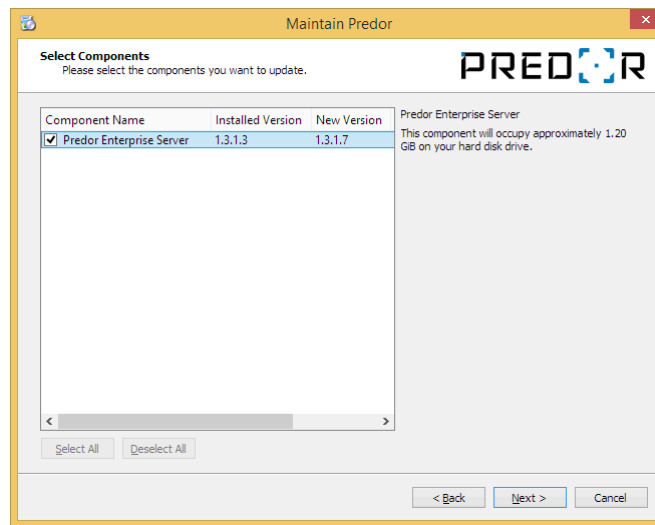 Maintain Predor
Select Components
Please select the components you want to update.
PREDOR
Component Name Installed Version New Version
Predor Enterprise Server 1.3.1.3 1.3.1.7
Predor Enterprise Server
This component will occupy approximately 1.20
GiB on your hard disk drive.
Select All Deselect All
< Back Next > Cancel